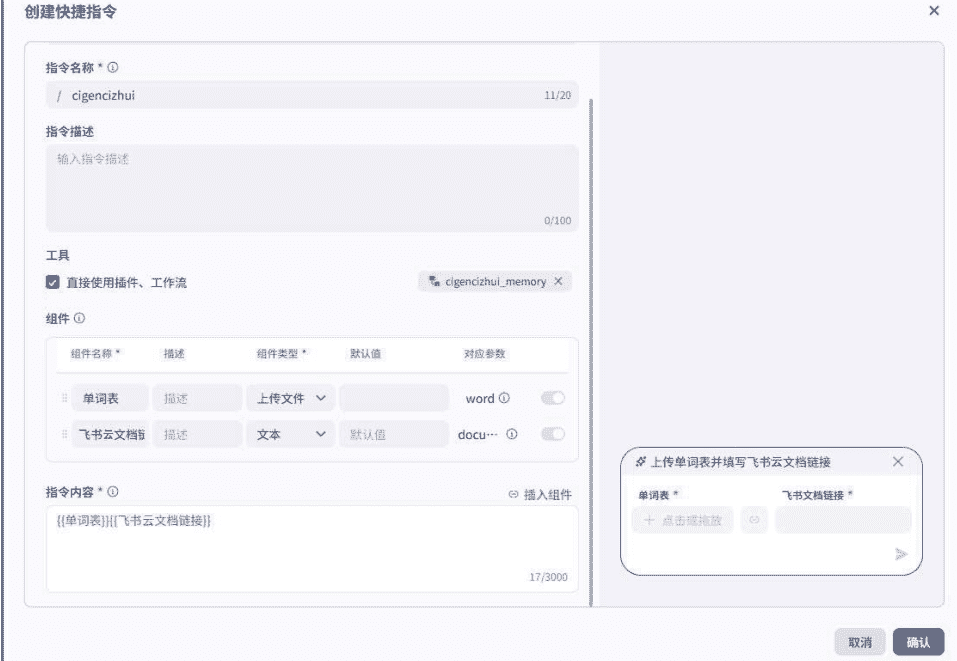 创建快捷指令
指令名称 *
/ cigencizhui 11/20
指令描述
输入指令描述
0/100
工具
直接使用插件、工作流 cigencizhui_memory
组件
组件名称 * 描述 组件类型 * 默认值 对应参数
单词表 描述 上传文件 word
飞书云文档链 描述 文本 默认值 docu···
指令内容 * 插入组件
{{单词表}}{{飞书云文档链接}}
17/3000
上传单词表并填写飞书云文档链接
单词表 * 飞书文档链接 *
点击或拖放
取消 确认